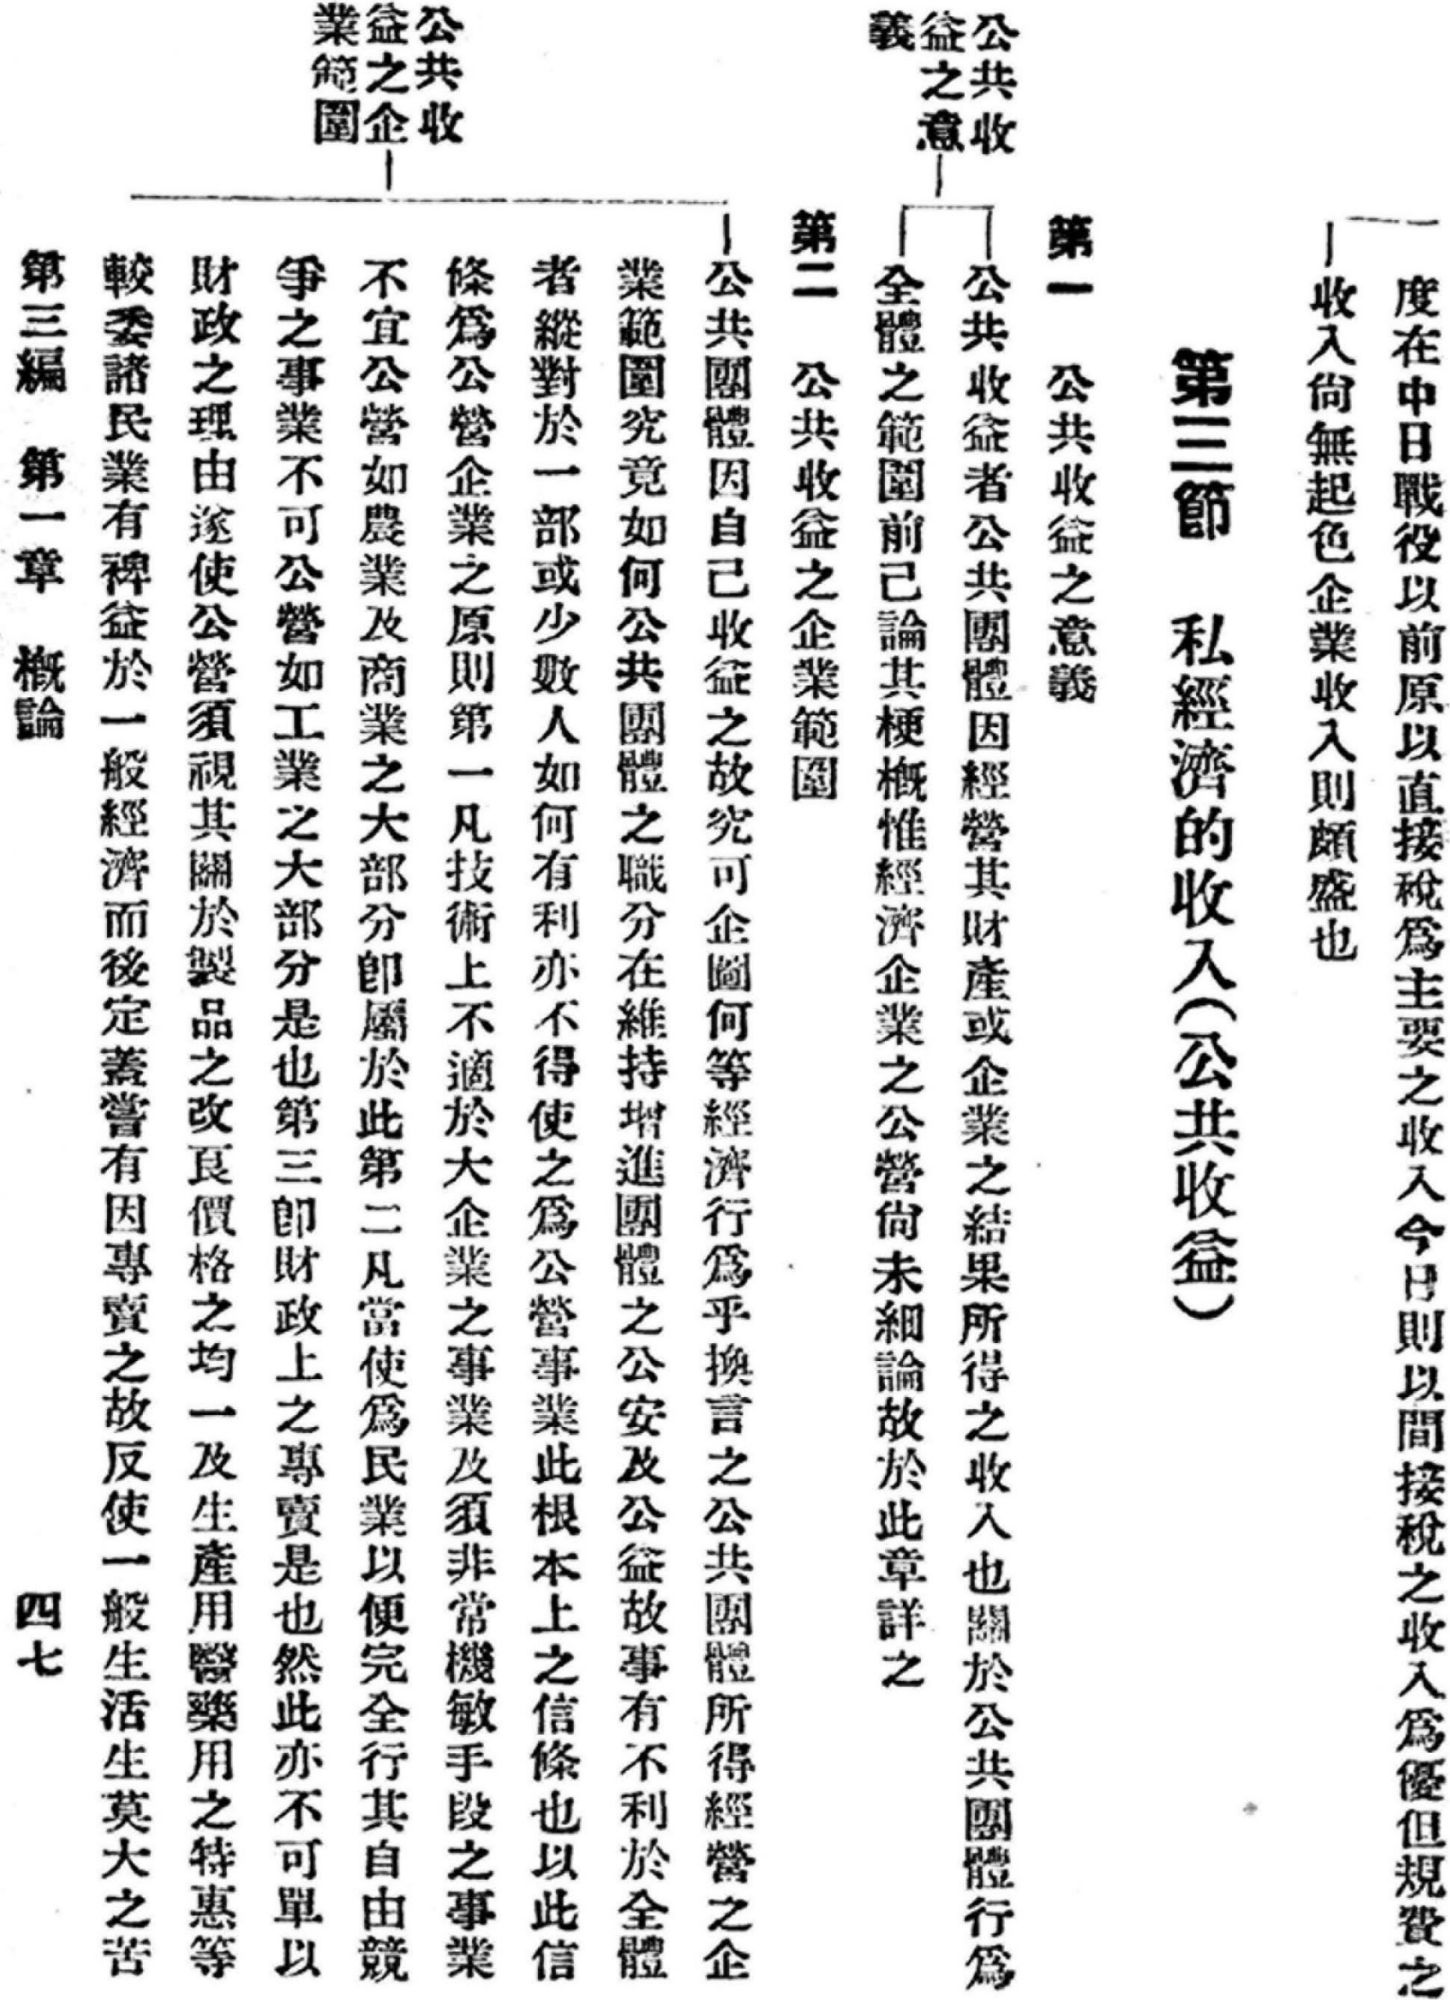 度在中日戰役以前原以直接稅爲主要之收入今日則以間接稅之收入爲優但規費之
收入尙無起色企業收入則頗盛也
第三節　私經濟的收入(公共收益)
第一　公共收益之意義
公共收
益之意
義
公共收益者公共團體因經營其財產或企業之結果所得之收入也關於公共團體行爲
全體之範圍前己論其梗槪惟經濟企業之公營尙未細論故於此章詳之
第二　公共收益之企業範圍
公共收
益之企
業範圍
公共團體因自己收益之故究可企圖何等經濟行爲乎換言之公共團體所得經營之企
業範圍究竟如何公共團體之職分在維持增進團體之公安及公益故事有不利於全體
者縱對於一部或少數人如何有利亦不得使之爲公營事業此根本上之信條也以此信
條爲公營企業之原則第一凡技術上不適於大企業之事業及須非常機敏手段之事業
不宜公營如農業及商業之大部分卽屬於此第二凡當使爲民業以便完全行其自由競
爭之事業不可公營如工業之大部分是也第三卽財政上之專賣是也然此亦不可單以
財政之理由遂使公營須視其關於製品之改良價格之均一及生產用醫藥用之特惠等
較委諸民業有裨益於一般經濟而後定蓋嘗有因專賣之故反使一般生活生莫大之苦
第三編　第一章　槪論　四七